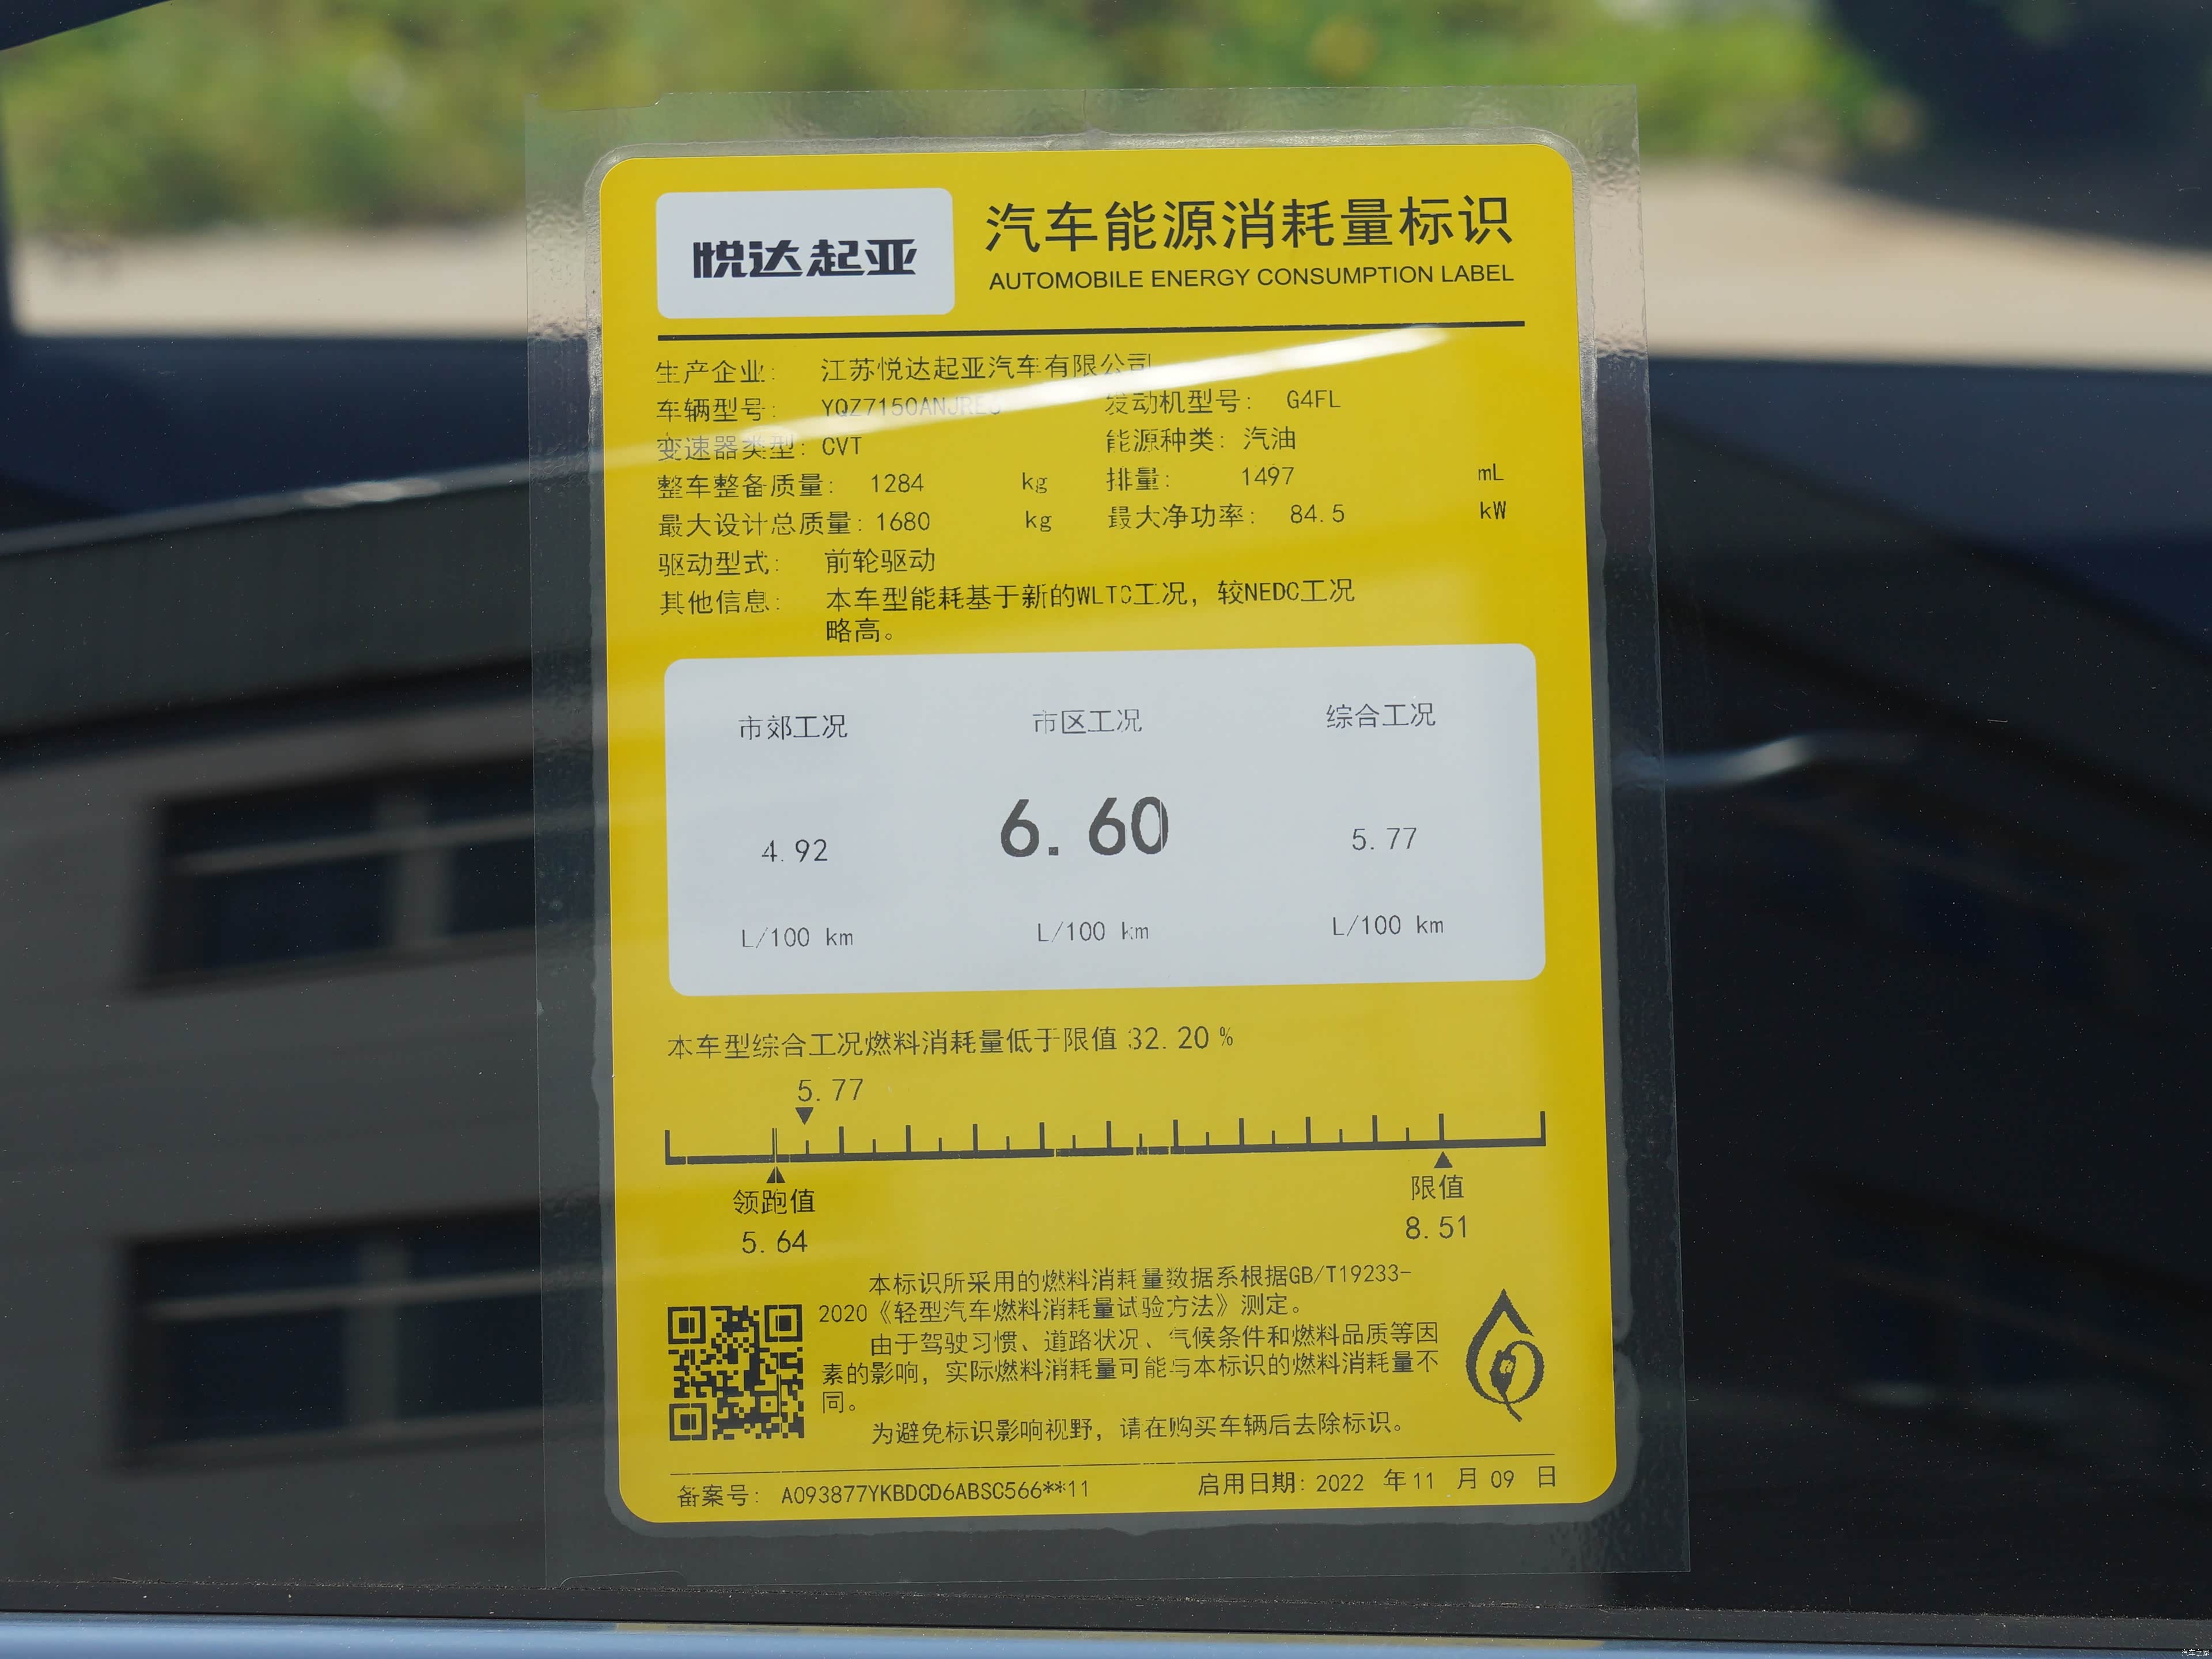 悦达起亚
汽车能源消耗量标识
AUTOMOBILE ENERGY CONSUMPTION LABEL
生产企业: 江苏悦达起亚汽车有限公司
车辆型号: 发动机型号: G4FL
变速器类型: CVT 能源种类: 汽油
整车整备质量: 1284 kg 排量: 1497 mL
最大设计总质量: 1680 kg 最大净功率: 84.5 kW
驱动型式: 前轮驱动
其他信息: 本车型能耗基于新的WLTC工况，较NEDC工况
略高。
市郊工况 市区工况 综合工况
4.92 6.60 5.77
L/100 km L/100 km L/100 km
本车型综合工况燃料消耗量低于限值 32.20 %
5.77
领跑值 限值
5.64 8.51
本标识所采用的燃料消耗量数据系根据GB/T19233-
2020《轻型汽车燃料消耗量试验方法》测定。
由于驾驶习惯、道路状况、气候条件和燃料品质等因
素的影响，实际燃料消耗量可能与本标识的燃料消耗量不
同。
为避免标识影响视野，请在购买车辆后去除标识。
备案号: A093877YKBDCD6ABSC566**11 启用日期: 2022 年 11 月 09 日
汽车之家